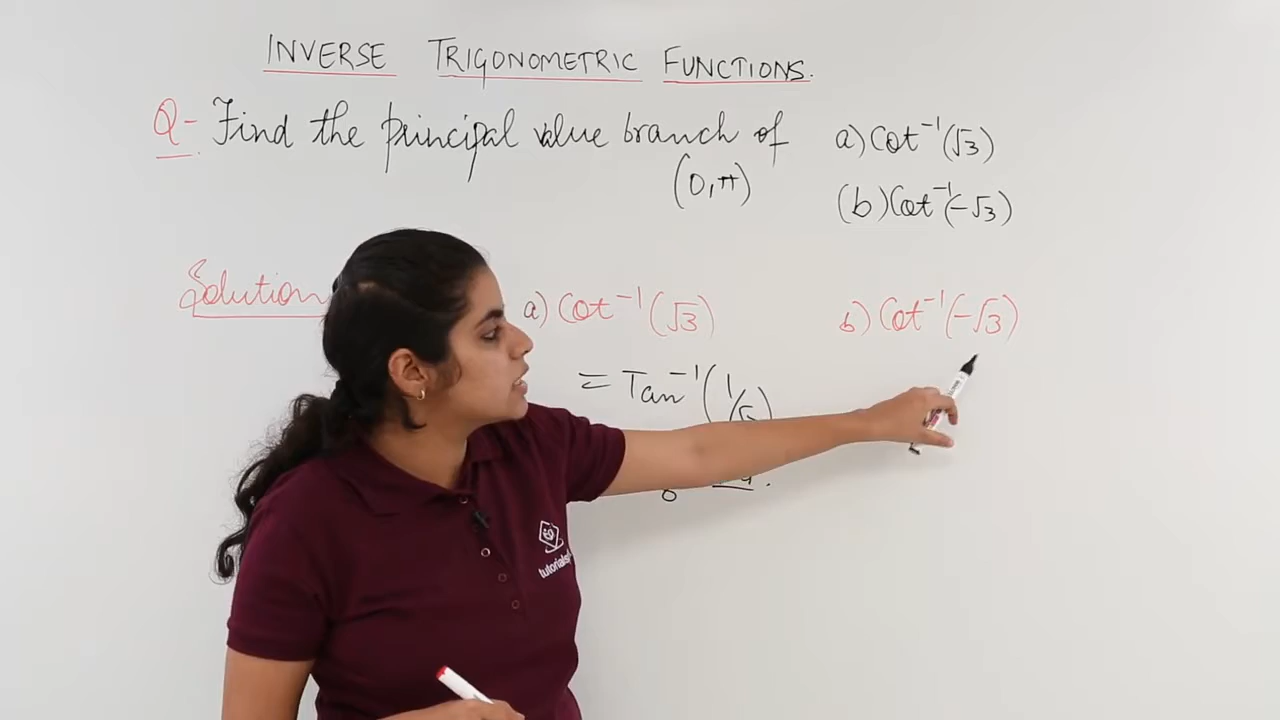 INVERSE TRIGONOMETRIC FUNCTIONS.
Q- Find the principal value branch of a) Cot⁻¹(√3)
(0, π) (b) Cot⁻¹(-√3)
Solution a) Cot⁻¹(√3) b) Cot⁻¹(-√3)
= Tan⁻¹(1/√3)
6